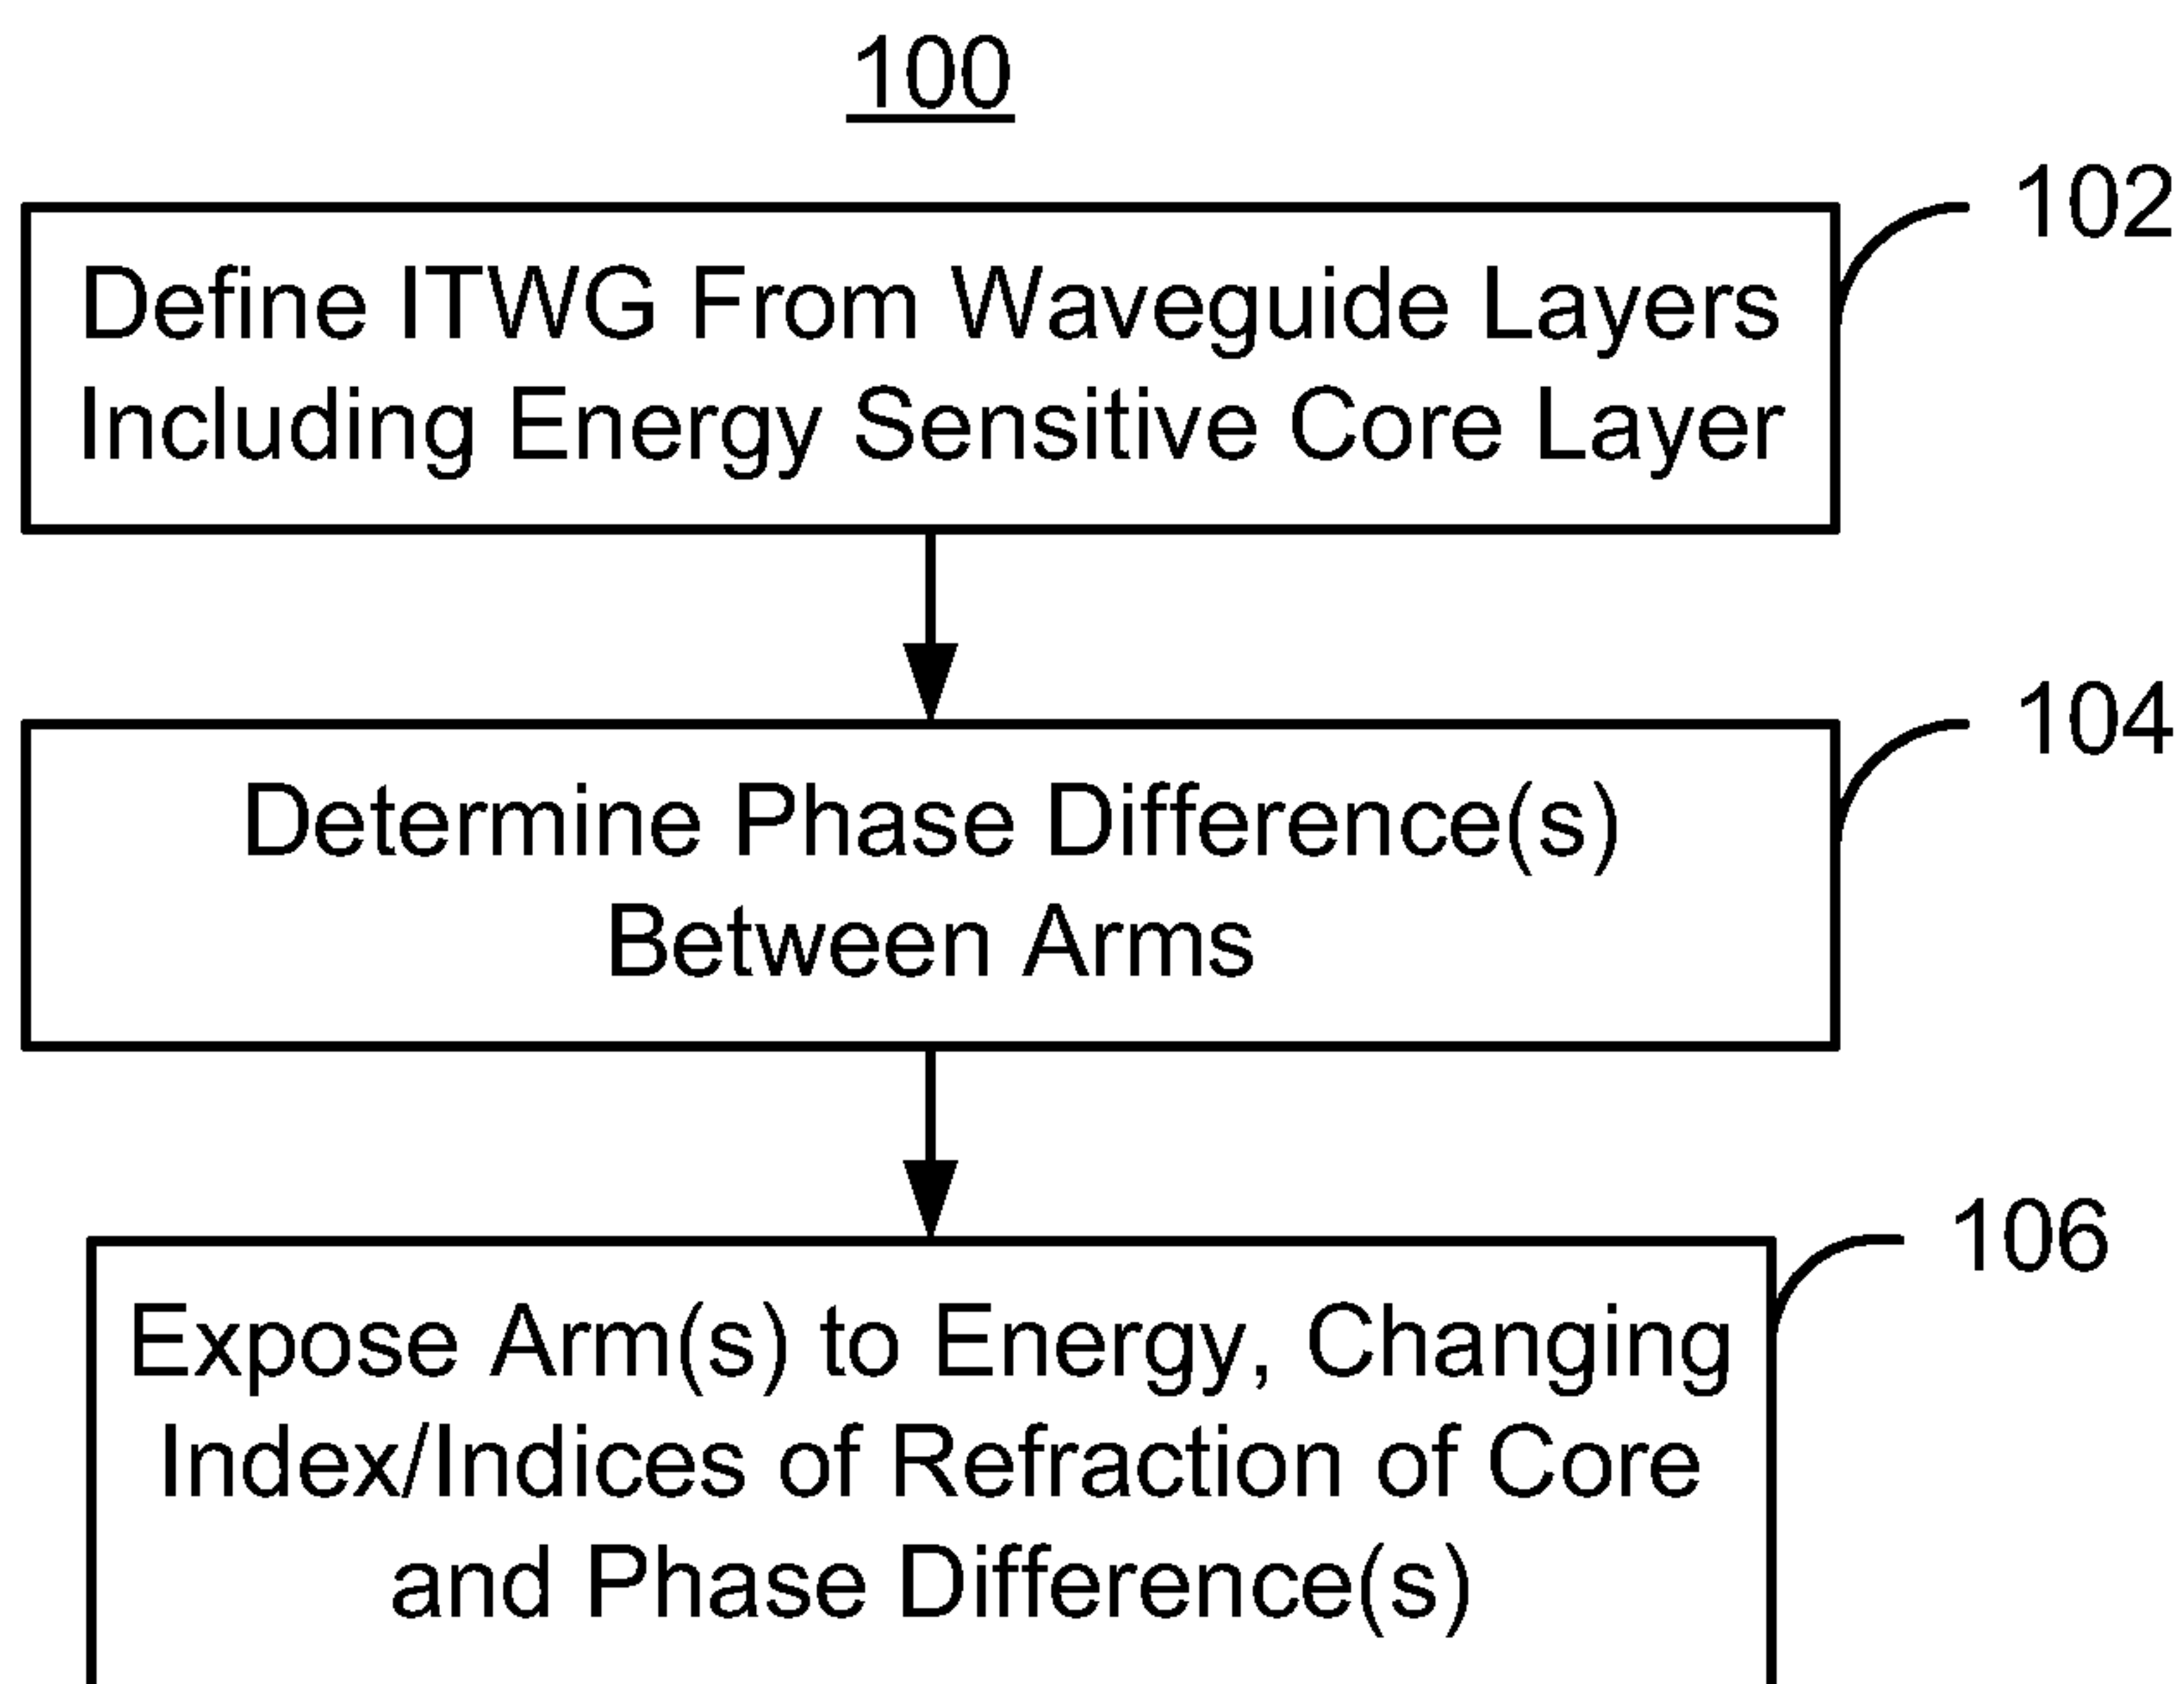 100
102
Define ITWG From Waveguide Layers
Including Energy Sensitive Core Layer
104
Determine Phase Difference(s)
Between Arms
106
Expose Arm(s) to Energy, Changing
Index/Indices of Refraction of Core
and Phase Difference(s)